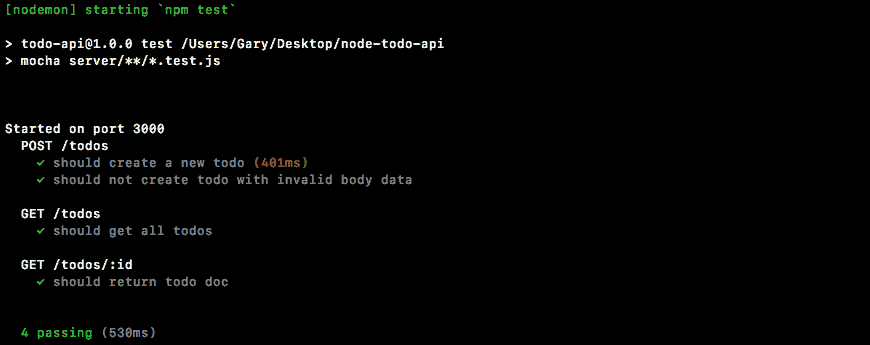 [nodemon] starting `npm test`
> todo-api@1.0.0 test /Users/Gary/Desktop/node-todo-api
> mocha server/**/*.test.js
Started on port 3000
POST /todos
✓ should create a new todo (401ms)
✓ should not create todo with invalid body data
GET /todos
✓ should get all todos
GET /todos/:id
✓ should return todo doc
4 passing (530ms)